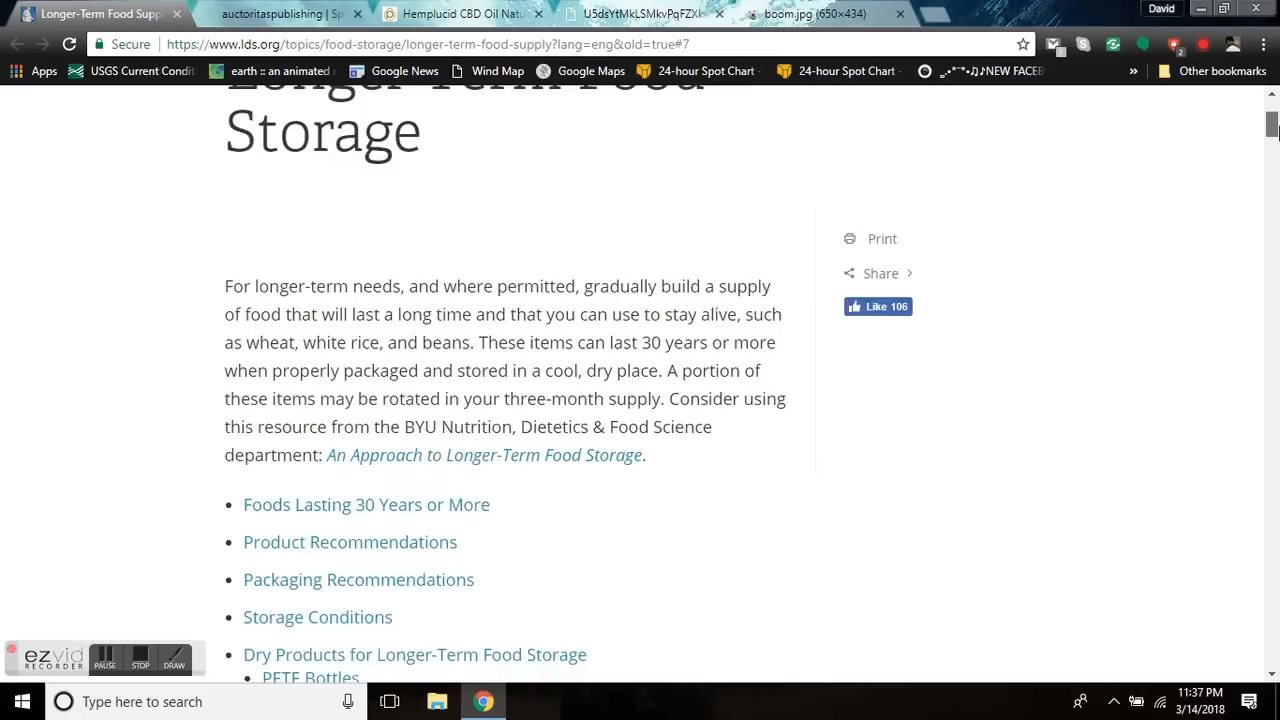 Longer-Term Food Supp
auctoritaspublishing | Sp
Hemplucid CBD Oil Natu
U5dsYtMkLSMkvPqFZXk
boom.jpg (650×434)
David
Secure
https://www.lds.org/topics/food-storage/longer-term-food-supply?lang=eng&old=true#7
1
2
Apps
USGS Current Condit
earth :: an animated
Google News
Wind Map
Google Maps
24-hour Spot Chart -
24-hour Spot Chart -
NEW FACEB
»
Other bookmarks
Longer-Term Food
Storage
Print
Share
Like 106
For longer-term needs, and where permitted, gradually build a supply
of food that will last a long time and that you can use to stay alive, such
as wheat, white rice, and beans. These items can last 30 years or more
when properly packaged and stored in a cool, dry place. A portion of
these items may be rotated in your three-month supply. Consider using
this resource from the BYU Nutrition, Dietetics & Food Science
department: An Approach to Longer-Term Food Storage.
• Foods Lasting 30 Years or More
• Product Recommendations
• Packaging Recommendations
• Storage Conditions
• Dry Products for Longer-Term Food Storage
• PETE Bottles
ezvid
RECORDER
PAUSE
STOP
DRAW
Type here to search
11:37 PM
3/14/2018